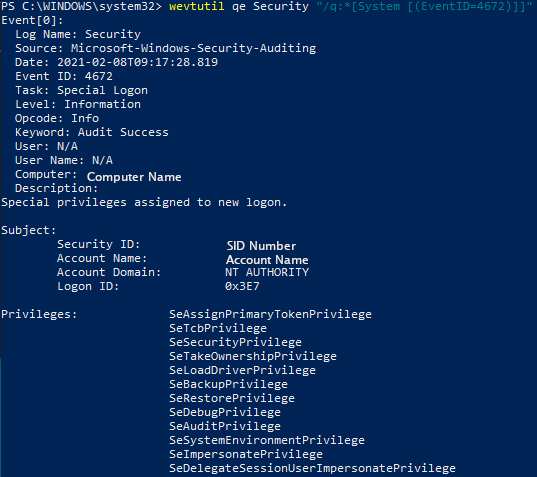 PS C:\WINDOWS\system32> wevtutil qe Security "/q:*[System [(EventID=4672)]]"
Event[0]:
Log Name: Security
Source: Microsoft-Windows-Security-Auditing
Date: 2021-02-08T09:17:28.819
Event ID: 4672
Task: Special Logon
Level: Information
Opcode: Info
Keyword: Audit Success
User: N/A
User Name: N/A
Computer: Computer Name
Description:
Special privileges assigned to new logon.
Subject:
Security ID: SID Number
Account Name: Account Name
Account Domain: NT AUTHORITY
Logon ID: 0x3E7
Privileges: SeAssignPrimaryTokenPrivilege
SeTcbPrivilege
SeSecurityPrivilege
SeTakeOwnershipPrivilege
SeLoadDriverPrivilege
SeBackupPrivilege
SeRestorePrivilege
SeDebugPrivilege
SeAuditPrivilege
SeSystemEnvironmentPrivilege
SeImpersonatePrivilege
SeDelegateSessionUserImpersonatePrivilege